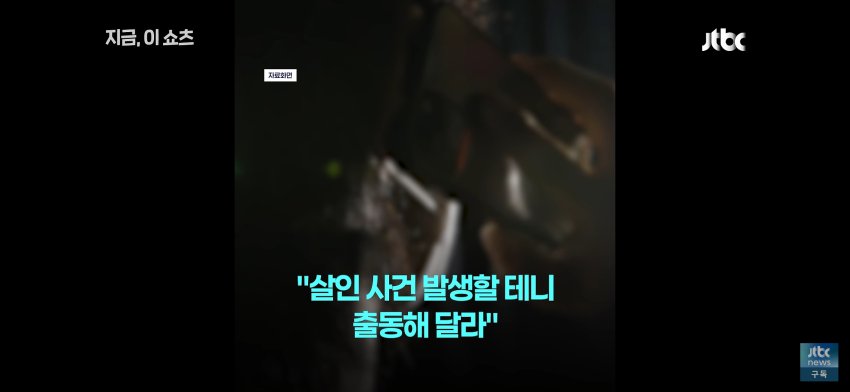 지금, 이 쇼츠
jtbc
자료화면
"살인 사건 발생할 테니
출동해 달라"
jtbc
news
구독